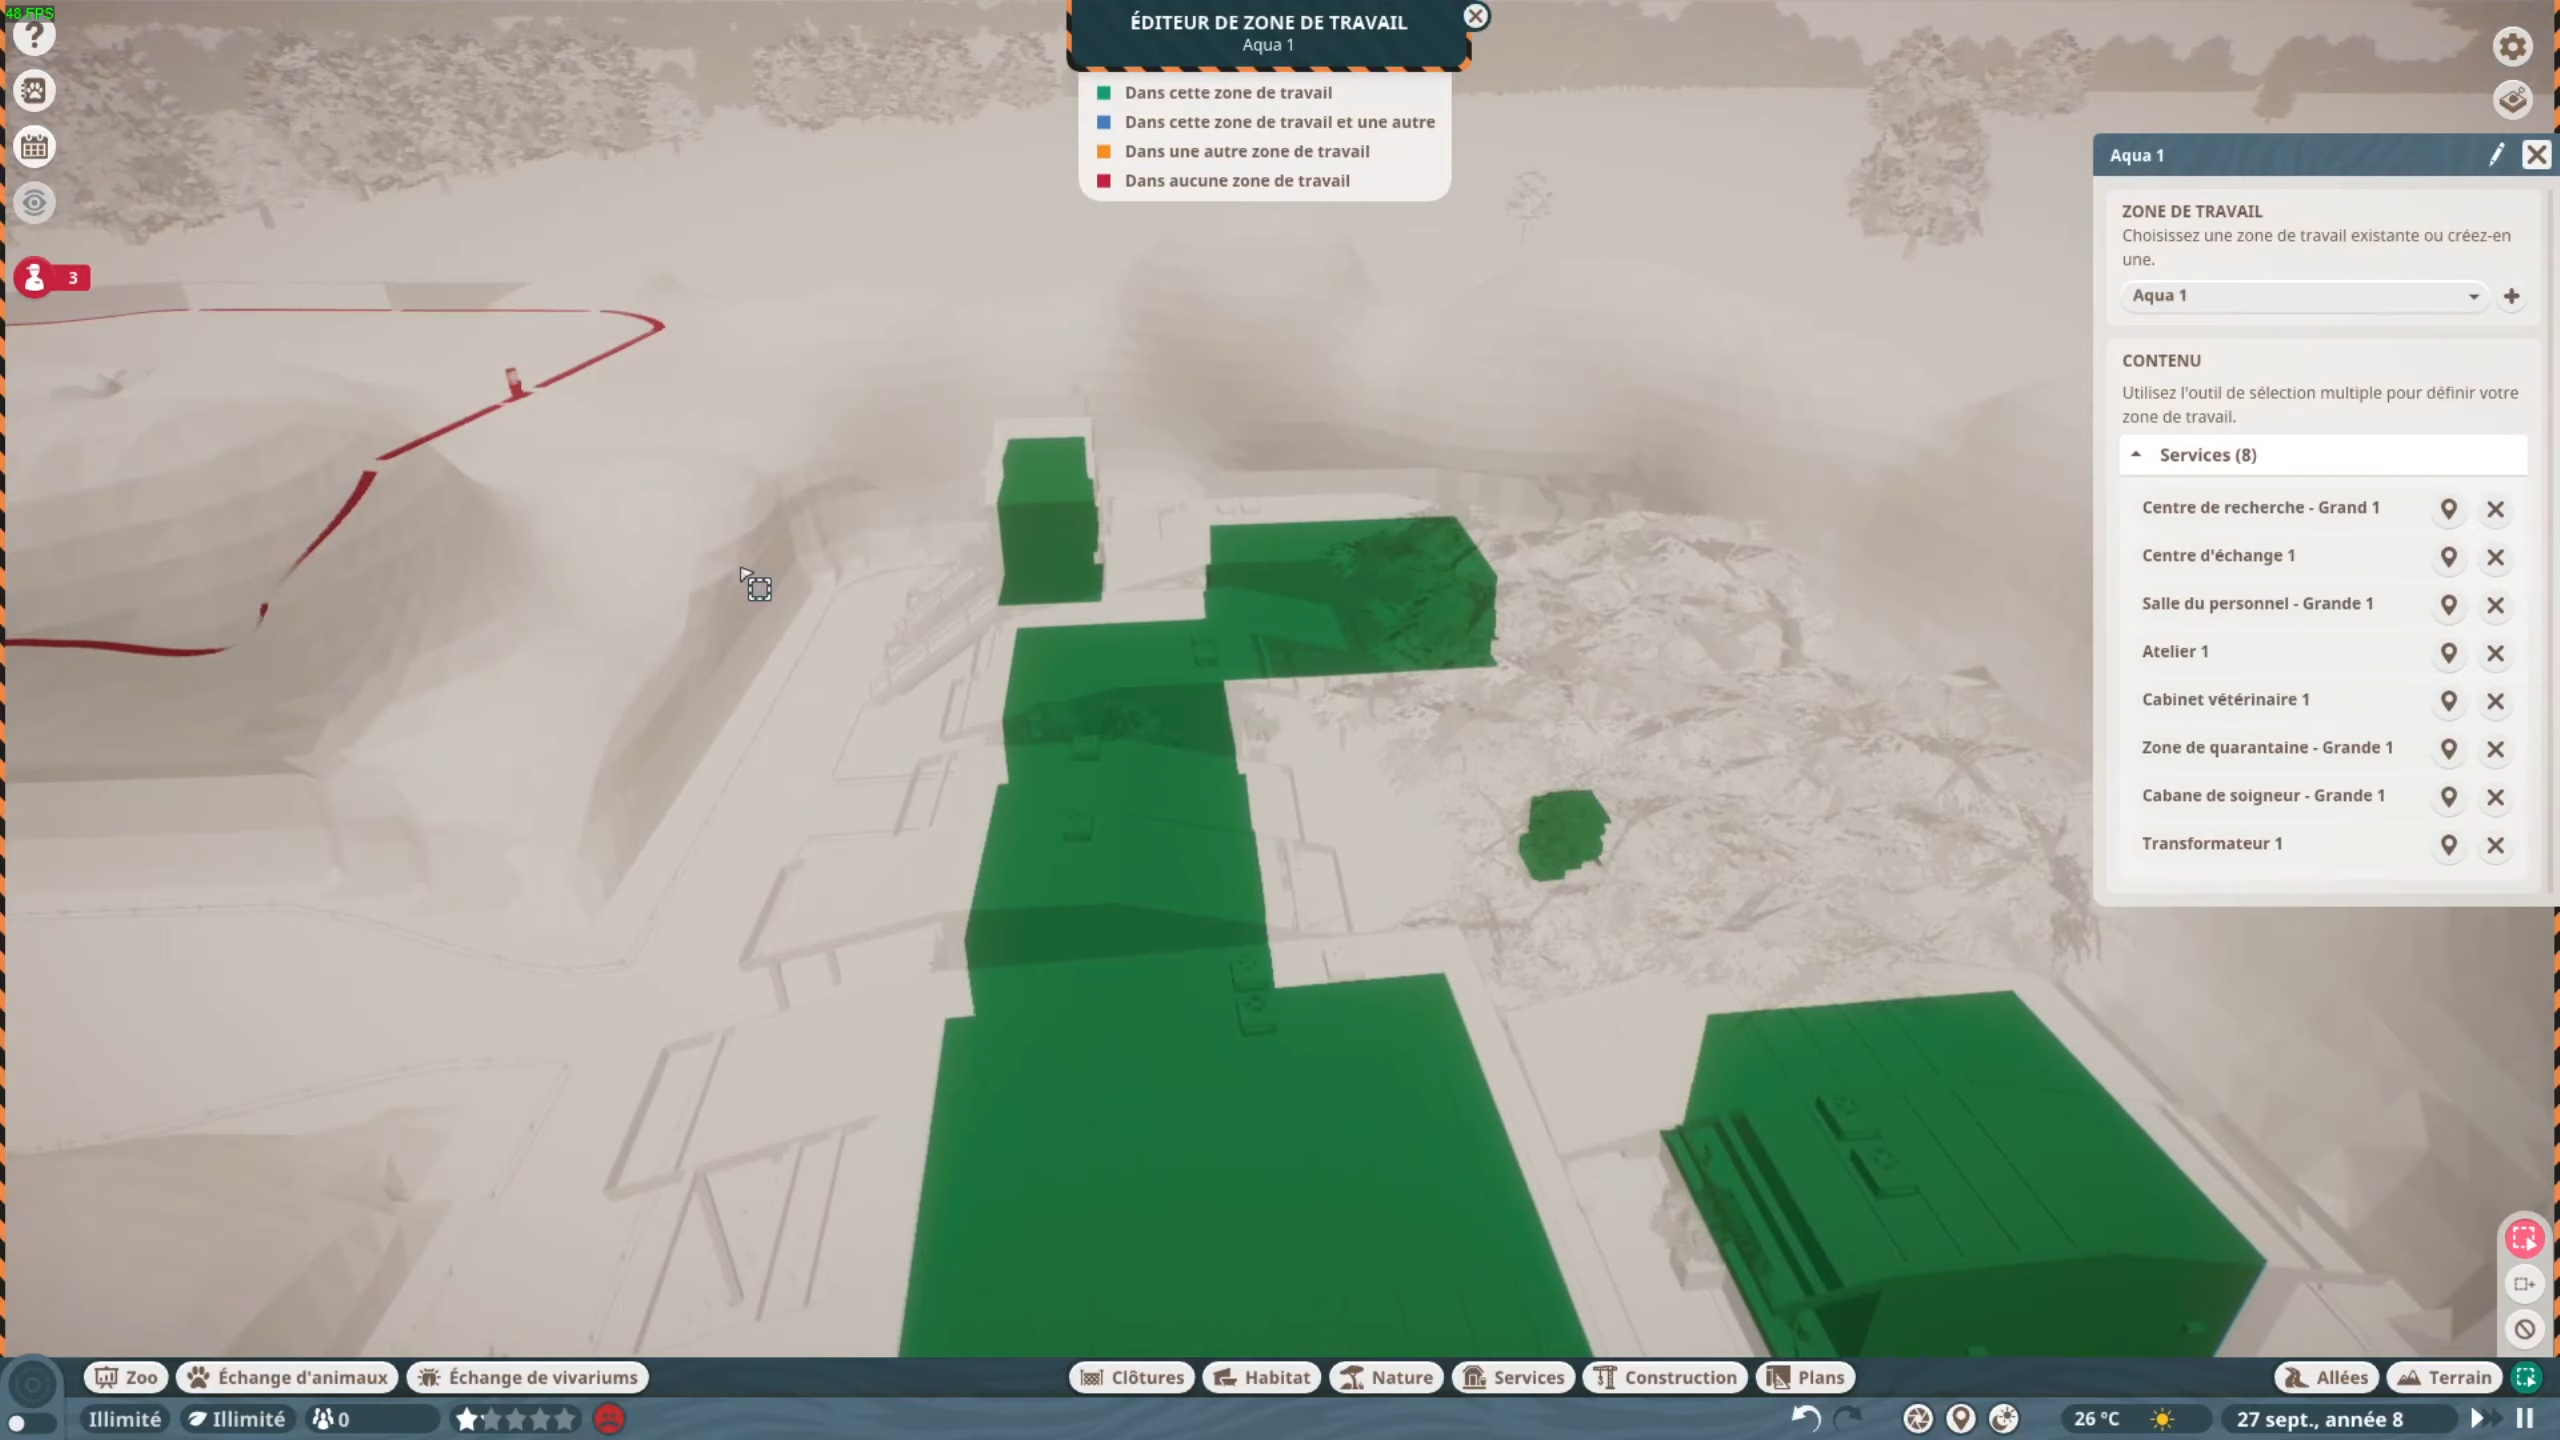 48 FPS
ÉDITEUR DE ZONE DE TRAVAIL
Aqua 1
Dans cette zone de travail
Dans cette zone de travail et une autre
Dans une autre zone de travail
Dans aucune zone de travail
3
Aqua 1
ZONE DE TRAVAIL
Choisissez une zone de travail existante ou créez-en
une.
Aqua 1
CONTENU
Utilisez l'outil de sélection multiple pour définir votre
zone de travail.
Services (8)
Centre de recherche - Grand 1
Centre d'échange 1
Salle du personnel - Grande 1
Atelier 1
Cabinet vétérinaire 1
Zone de quarantaine - Grande 1
Cabane de soigneur - Grande 1
Transformateur 1
Zoo
Échange d'animaux
Échange de vivariums
Clôtures
Habitat
Nature
Services
Construction
Plans
Allées
Terrain
Illimité
Illimité
0
26 °C
27 sept., année 8